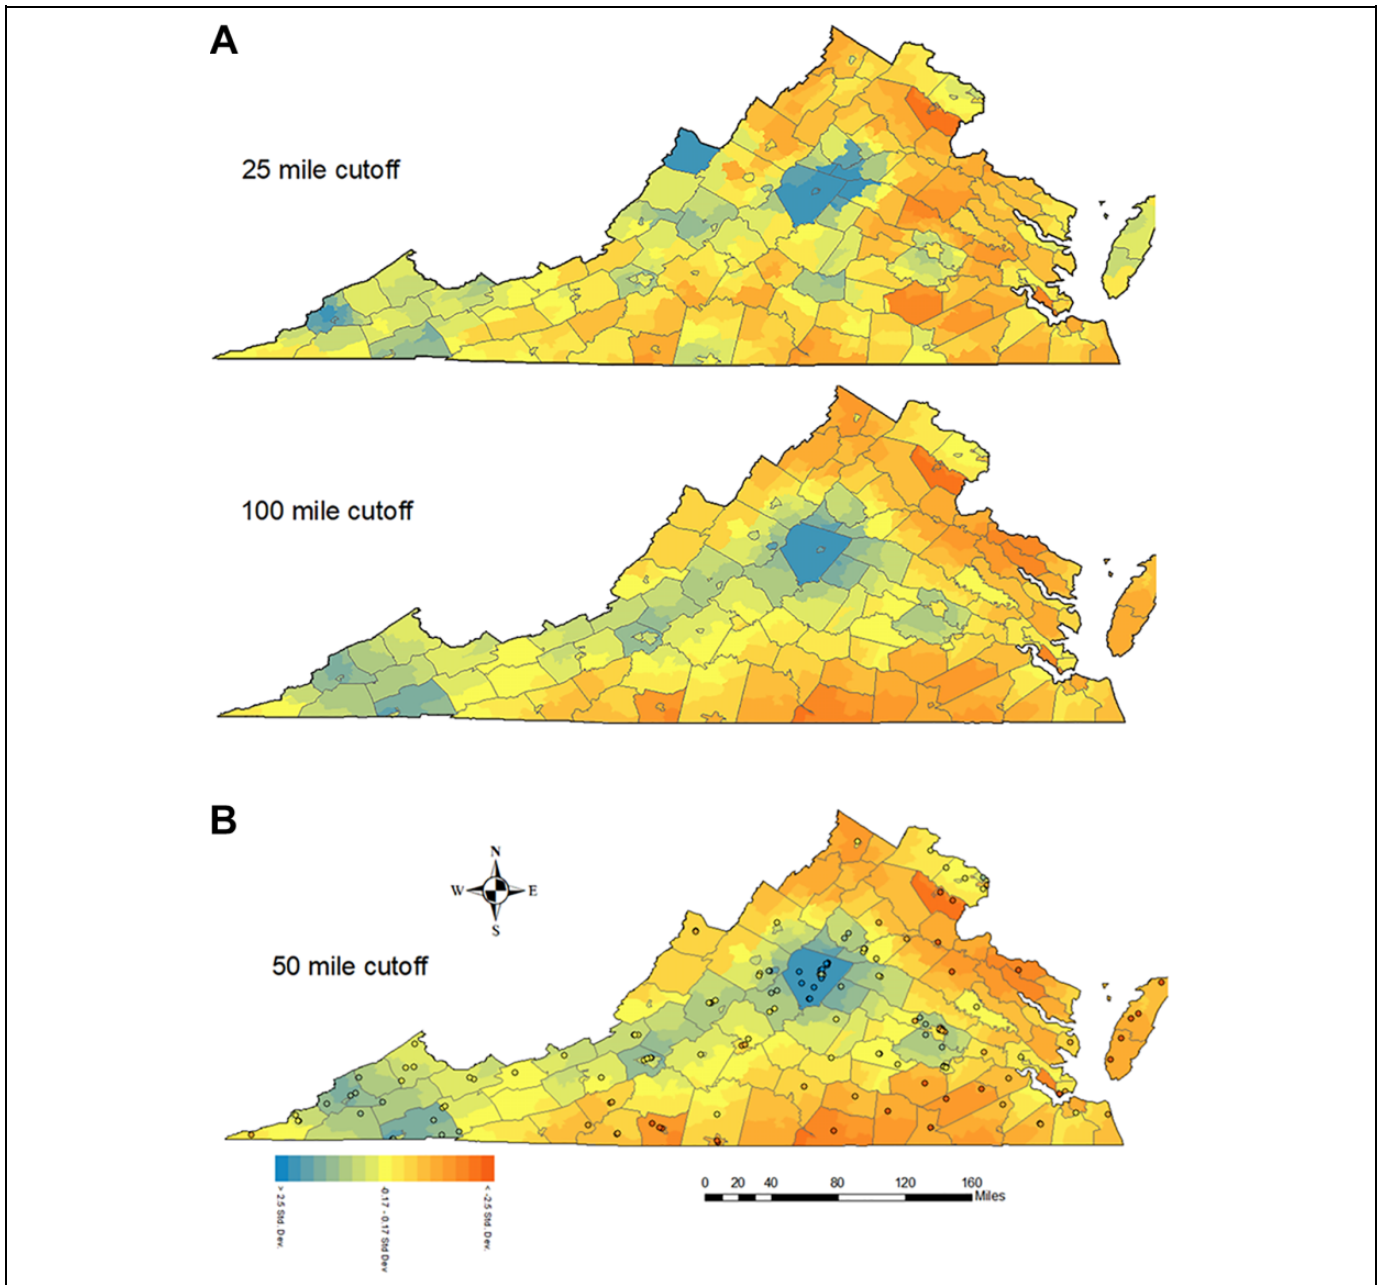 A
25 mile cutoff
100 mile cutoff
B
N
W E
S
50 mile cutoff
> 2.5 Std. Dev.
-0.17 - 0.17 Std Dev
< -2.5 Std. Dev.
0 20 40 80 120 160
Miles